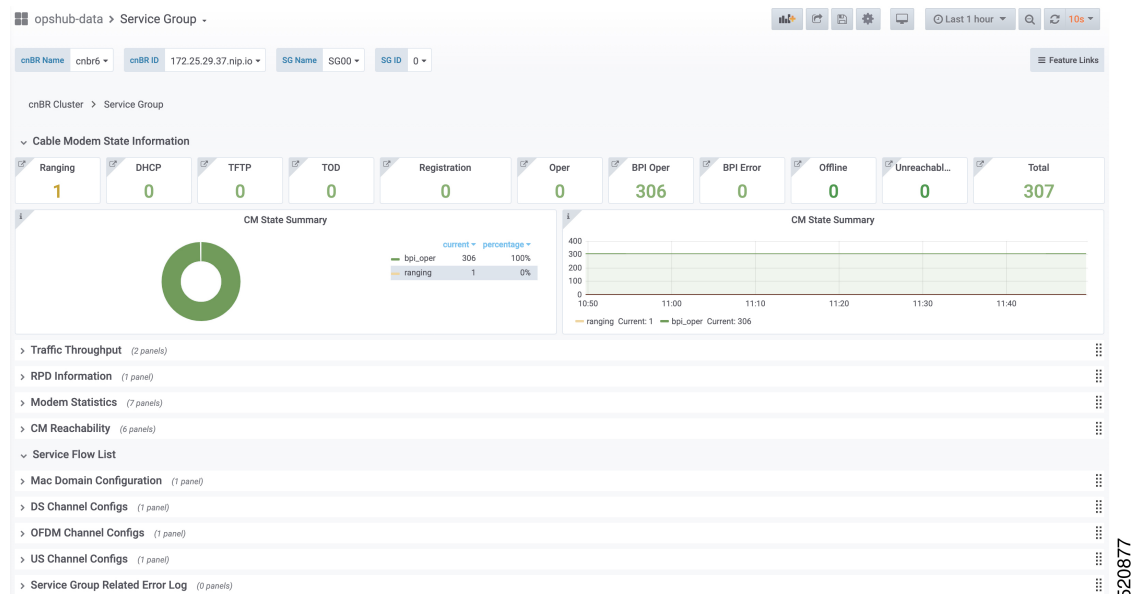 opshub-data > Service Group
Last 1 hour 10s
cnBR Name cnbr6 cnBR ID 172.25.29.37.nip.io SG Name SG00 SG ID 0 Feature Links
cnBR Cluster > Service Group
Cable Modem State Information
Ranging DHCP TFTP TOD Registration Oper BPI Oper BPI Error Offline Unreachabl... Total
1 0 0 0 0 0 306 0 0 0 307
CM State Summary
current percentage
bpi_oper 306 100%
ranging 1 0%
CM State Summary
400
300
200
100
0
10:50 11:00 11:10 11:20 11:30 11:40
ranging Current: 1 bpi_oper Current: 306
Traffic Throughput (2 panels)
RPD Information (1 panel)
Modem Statistics (7 panels)
CM Reachability (6 panels)
Service Flow List
Mac Domain Configuration (1 panel)
DS Channel Configs (1 panel)
OFDM Channel Configs (1 panel)
US Channel Configs (1 panel)
Service Group Related Error Log (0 panels)
520877